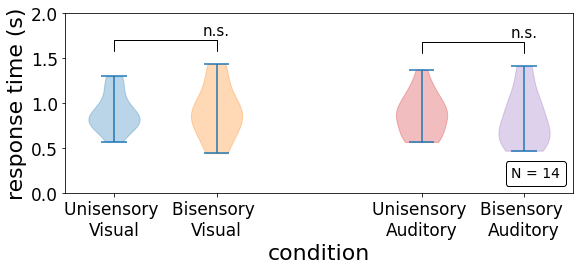 response time (s)
2.0
1.5
1.0
0.5
0.0
n.s.
n.s.
N = 14
Unisensory
Visual
Bisensory
Visual
Unisensory
Auditory
Bisensory
Auditory
condition